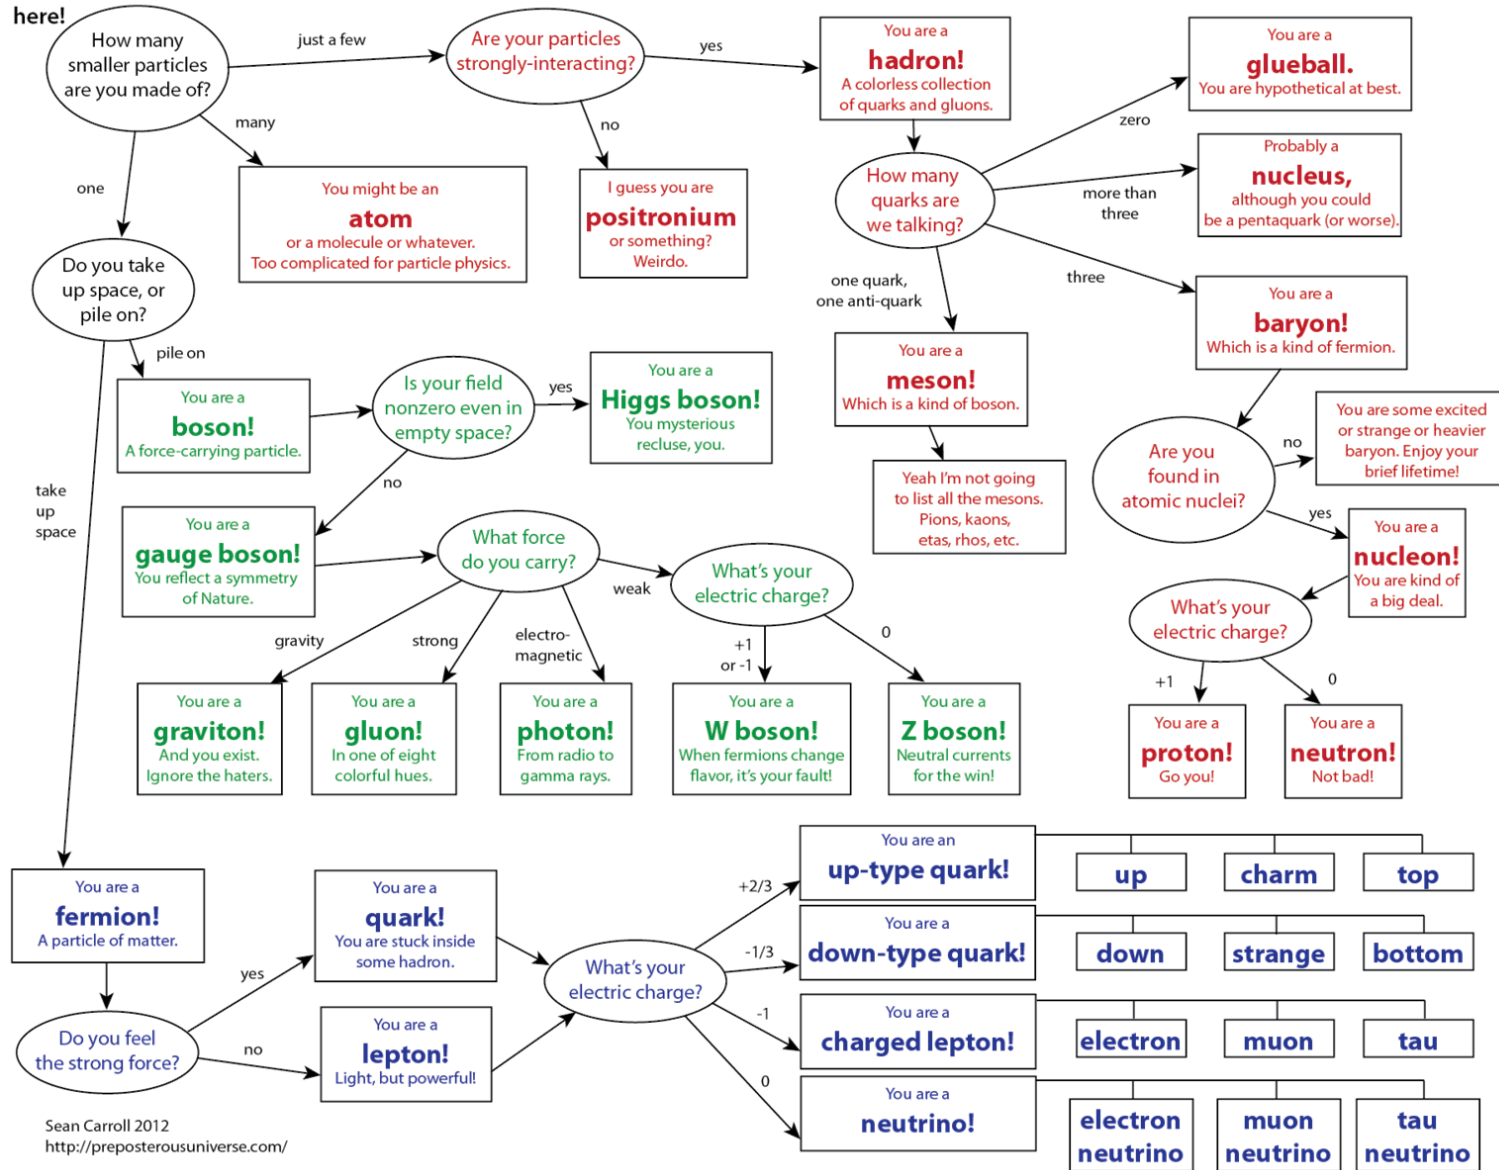 here!
How many
smaller particles
are you made of?
just a few
Are your particles
strongly-interacting?
yes
You are a
hadron!
A colorless collection
of quarks and gluons.
You are a
glueball.
You are hypothetical at best.
zero
many
no
one
You might be an
atom
or a molecule or whatever.
Too complicated for particle physics.
I guess you are
positronium
or something?
Weirdo.
How many
quarks are
we talking?
more than
three
Probably a
nucleus,
although you could
be a pentaquark (or worse).
Do you take
up space, or
pile on?
one quark,
one anti-quark
three
You are a
baryon!
Which is a kind of fermion.
pile on
You are a
boson!
A force-carrying particle.
Is your field
nonzero even in
empty space?
yes
You are a
Higgs boson!
You mysterious
recluse, you.
You are a
meson!
Which is a kind of boson.
Are you
found in
atomic nuclei?
no
You are some excited
or strange or heavier
baryon. Enjoy your
brief lifetime!
take
up
space
no
Yeah I'm not going
to list all the mesons.
Pions, kaons,
etas, rhos, etc.
yes
You are a
nucleon!
You are kind of
a big deal.
You are a
gauge boson!
You reflect a symmetry
of Nature.
What force
do you carry?
weak
What's your
electric charge?
What's your
electric charge?
gravity
strong
electro-
magnetic
+1
or -1
0
+1
0
You are a
graviton!
And you exist.
Ignore the haters.
You are a
gluon!
In one of eight
colorful hues.
You are a
photon!
From radio to
gamma rays.
You are a
W boson!
When fermions change
flavor, it's your fault!
You are a
Z boson!
Neutral currents
for the win!
You are a
proton!
Go you!
You are a
neutron!
Not bad!
You are a
fermion!
A particle of matter.
You are a
quark!
You are stuck inside
some hadron.
yes
Do you feel
the strong force?
no
You are a
lepton!
Light, but powerful!
What's your
electric charge?
+2/3
You are an
up-type quark!
up
charm
top
-1/3
You are a
down-type quark!
down
strange
bottom
-1
You are a
charged lepton!
electron
muon
tau
0
You are a
neutrino!
electron
neutrino
muon
neutrino
tau
neutrino
Sean Carroll 2012
http://preposterousuniverse.com/